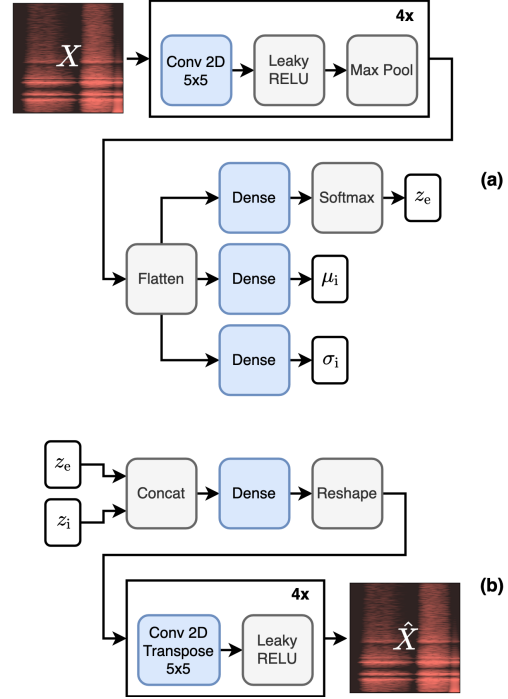 4x
X
Conv 2D
5x5
Leaky
RELU
Max Pool
(a)
Dense
Softmax
z_e
Flatten
Dense
μ_i
Dense
σ_i
z_e
z_i
Concat
Dense
Reshape
(b)
4x
Conv 2D
Transpose
5x5
Leaky
RELU
X̂